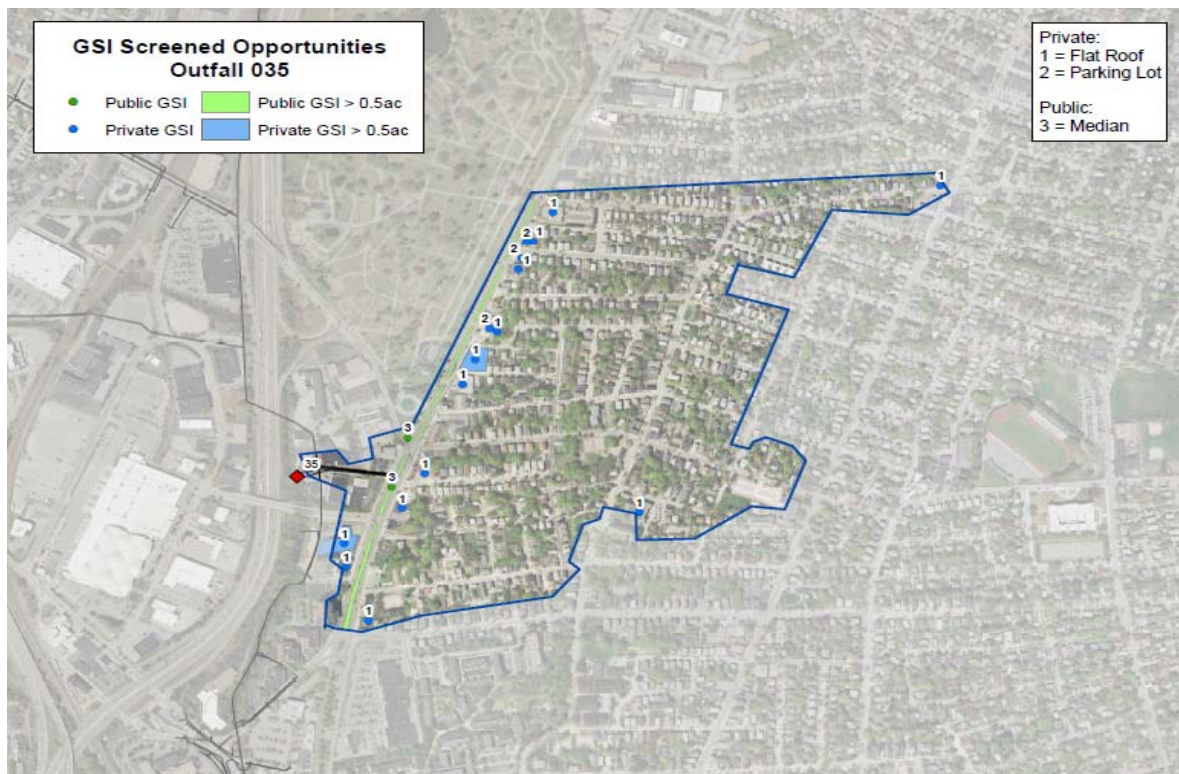 GSI Screened Opportunities
Outfall 035
Public GSI
Public GSI > 0.5ac
Private GSI
Private GSI > 0.5ac
Private:
1 = Flat Roof
2 = Parking Lot
Public:
3 = Median
1
1
2 1
2
1
2 1
1
1
3
35
1
3
1
1
1
1
1